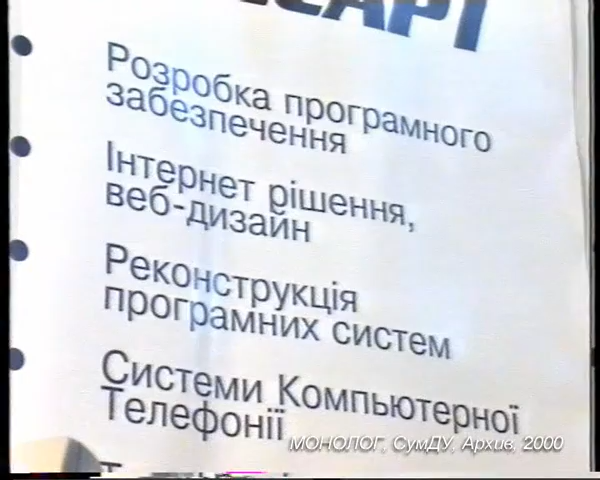 Розробка програмного
забезпечення
Інтернет рішення,
веб-дизайн
Реконструкція
програмних систем
Системи Компьютерної
Телефонії
МОНОЛОГ, СумДУ, Архив, 2000